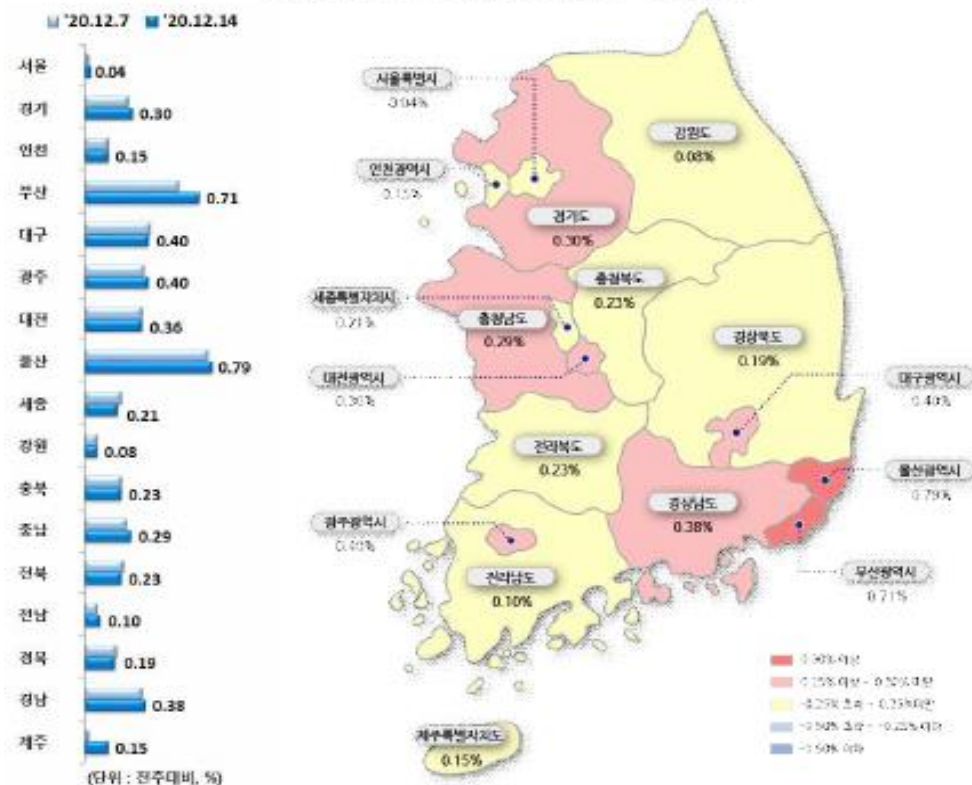 '20.12.7 '20.12.14
서울 0.04
경기 0.30
인천 0.15
부산 0.71
대구 0.40
광주 0.40
대전 0.36
울산 0.79
세종 0.21
강원 0.08
충북 0.23
충남 0.29
전북 0.23
전남 0.10
경북 0.19
경남 0.38
제주 0.15
(단위 : 전주대비, %)
서울특별시
0.04%
강원도
0.08%
인천광역시
0.15%
경기도
0.30%
충청북도
0.23%
세종특별자치시
0.21%
충청남도
0.29%
경상북도
0.19%
대전광역시
0.36%
대구광역시
0.40%
전라북도
0.23%
울산광역시
0.79%
경상남도
0.38%
광주광역시
0.40%
부산광역시
0.71%
전라남도
0.10%
제주특별자치도
0.15%